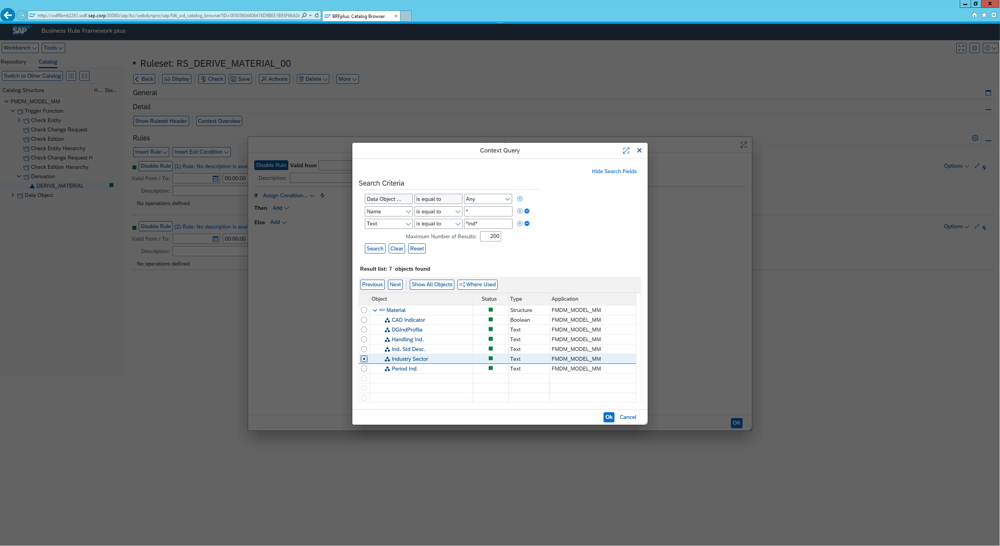 http://wdflbmt2261.wdf.sap.corp:50080/sap/bc/webdynpro/sap/fdt_wd_catalog_browser?ID=0050560440641ED9BEE1B95F66A04
BRFplus: Catalog Browser
SAP Business Rule Framework plus
Workbench Tools
Repository Catalog
Ruleset: RS_DERIVE_MATERIAL_00
Switch to Other Catalog
Back Display Check Save Activate Delete More
Catalog Structure H... Sta...
General
FMDM_MODEL_MM
Detail
Trigger Function
Check Entity
Show Ruleset Header Context Overview
Check Change Request
Check Edition
Rules
Check Entity Hierarchy
Insert Rule Insert Exit Condition
Check Change Request H
Check Edition Hierarchy
Disable Rule (1) Rule: No description is avai
Options
Derivation
Valid From / To: 00:00:00
DERIVE_MATERIAL
Description:
Data Object
No operations defined
Disable Rule (2) Rule: No description is avai
Options
Valid From / To: 00:00:00
Description:
No operations defined
Disable Rule Valid from
Description:
If Assign Condition...
Then Add
Else Add
OK
Context Query
Hide Search Fields
Search Criteria
Data Object ... is equal to Any
Name is equal to *
Text is equal to *ind*
Maximum Number of Results: 200
Search Clear Reset
Result list: 7 objects found
Previous Next Show All Objects Where Used
Object Status Type Application
Material Structure FMDM_MODEL_MM
CAD Indicator Boolean FMDM_MODEL_MM
DGIndProfile Text FMDM_MODEL_MM
Handling Ind. Text FMDM_MODEL_MM
Ind. Std Desc. Text FMDM_MODEL_MM
Industry Sector Text FMDM_MODEL_MM
Period Ind. Text FMDM_MODEL_MM
Ok Cancel